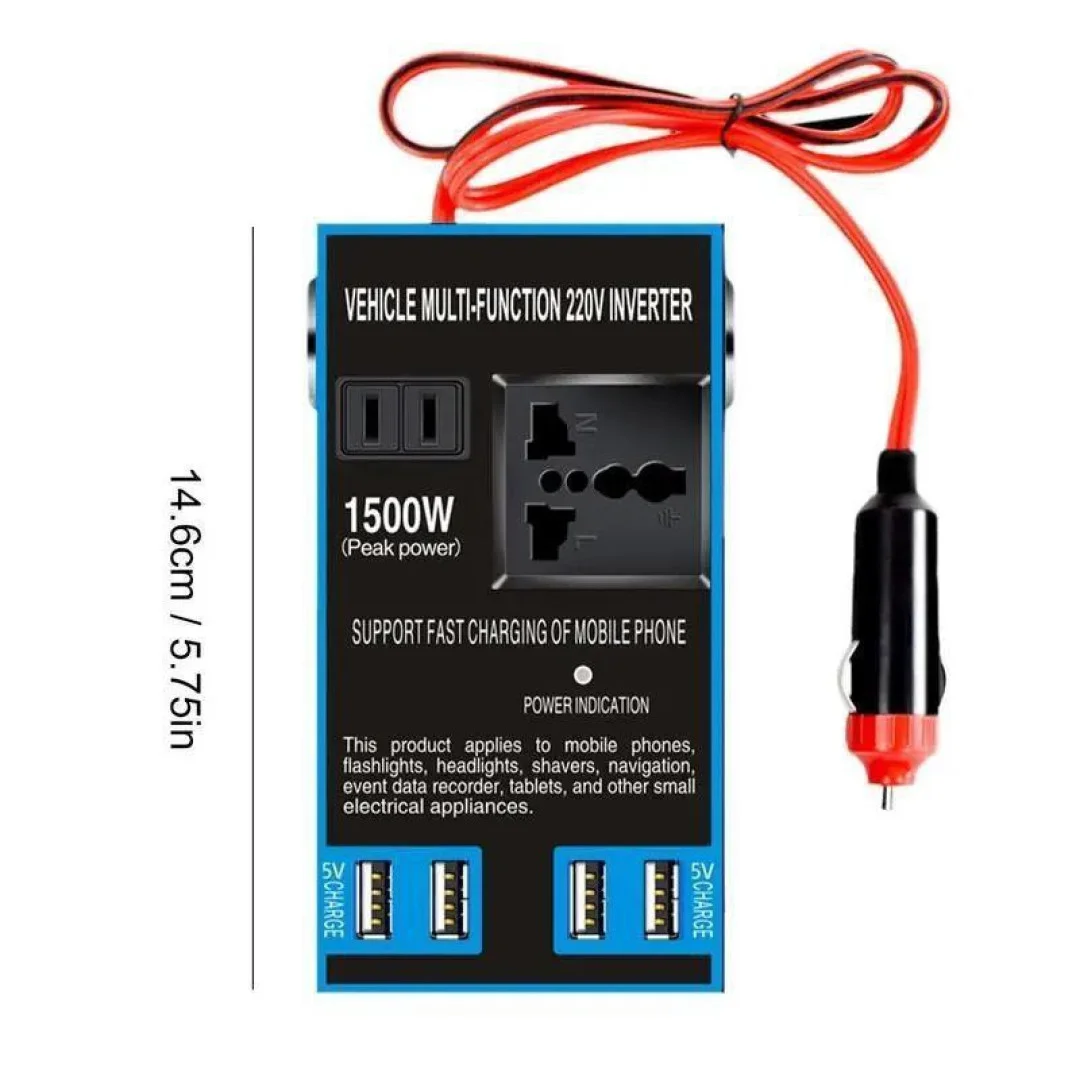 VEHICLE MULTI-FUNCTION 220V INVERTER
N
L
1500W
(Peak power)
SUPPORT FAST CHARGING OF MOBILE PHONE
POWER INDICATION
This product applies to mobile phones,
flashlights, headlights, shavers, navigation,
event data recorder, tablets, and other small
electrical appliances.
5V
CHARGE
5V
CHARGE
14.6cm / 5.75in